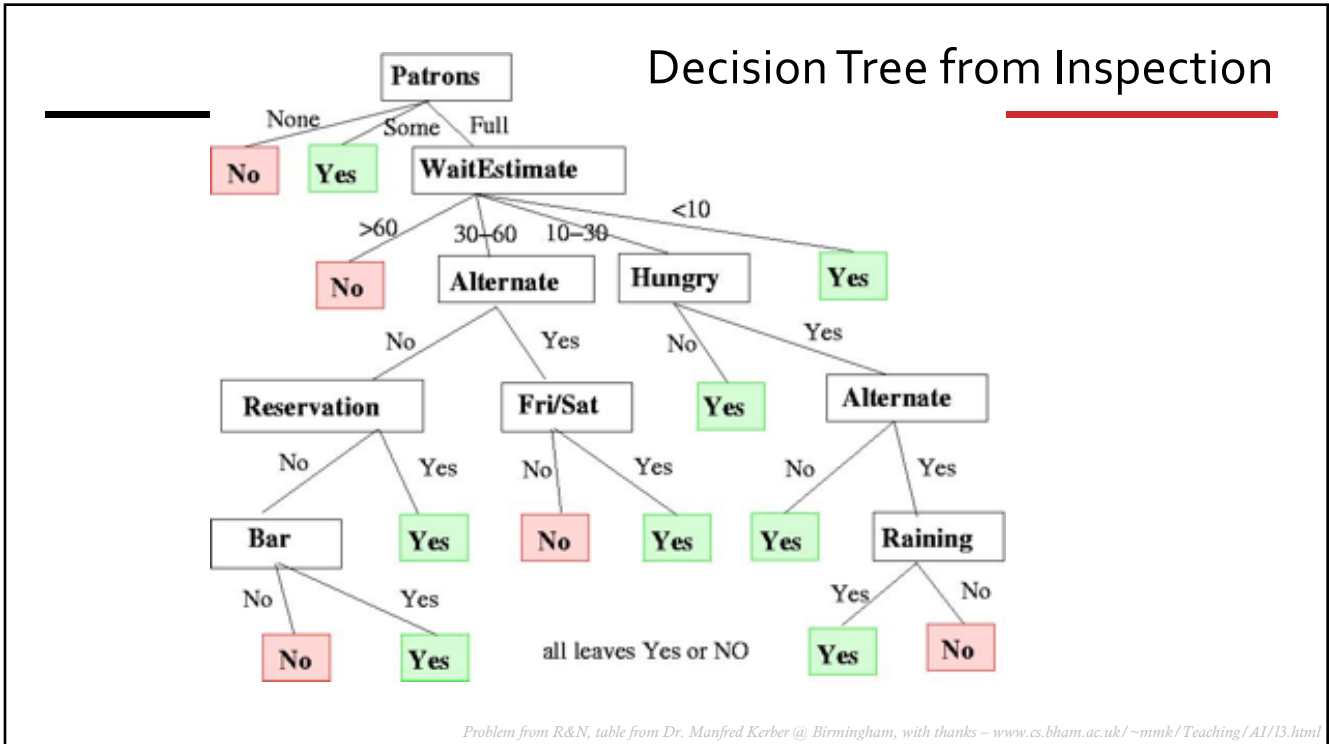 Decision Tree from Inspection
Patrons
None Some Full
No Yes WaitEstimate
>60 30–60 10–30 <10
No Alternate Hungry Yes
No Yes No Yes
Reservation Fri/Sat Yes Alternate
No Yes No Yes No Yes
Bar Yes No Yes Yes Raining
No Yes Yes No
No Yes all leaves Yes or NO Yes No
Problem from R&N, table from Dr. Manfred Kerber @ Birmingham, with thanks – www.cs.bham.ac.uk/~mmk/Teaching/AI/l3.html